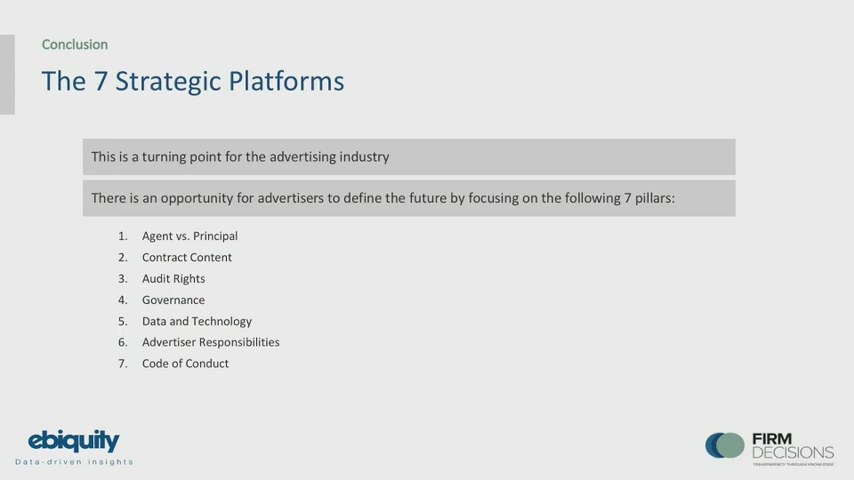 Conclusion
The 7 Strategic Platforms
This is a turning point for the advertising industry
There is an opportunity for advertisers to define the future by focusing on the following 7 pillars:
1. Agent vs. Principal
2. Contract Content
3. Audit Rights
4. Governance
5. Data and Technology
6. Advertiser Responsibilities
7. Code of Conduct
ebiquity
Data-driven insights
FIRM
DECISIONS
TRANSPARENCY THROUGH KNOWLEDGE